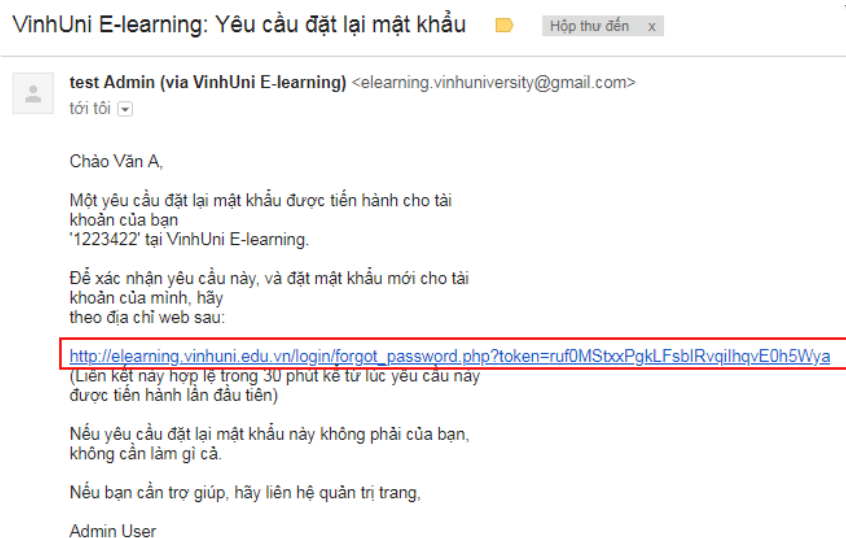 VinhUni E-learning: Yêu cầu đặt lại mật khẩu Hộp thư đến x
test Admin (via VinhUni E-learning) <elearning.vinhuniversity@gmail.com>
tới tôi
Chào Văn A,
Một yêu cầu đặt lại mật khẩu được tiến hành cho tài
khoản của bạn
'1223422' tại VinhUni E-learning.
Để xác nhận yêu cầu này, và đặt mật khẩu mới cho tài
khoản của mình, hãy
theo địa chỉ web sau:
http://elearning.vinhuni.edu.vn/login/forgot_password.php?token=ruf0MStxxPgkLFsbIRvqiIhqvE0h5Wya
(Liên kết này hợp lệ trong 30 phút kể từ lúc yêu cầu này
được tiến hành lần đầu tiên)
Nếu yêu cầu đặt lại mật khẩu này không phải của bạn,
không cần làm gì cả.
Nếu bạn cần trợ giúp, hãy liên hệ quản trị trang,
Admin User